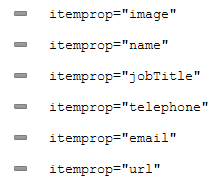 itemprop="image"
itemprop="name"
itemprop="jobTitle"
itemprop="telephone"
itemprop="email"
itemprop="url"